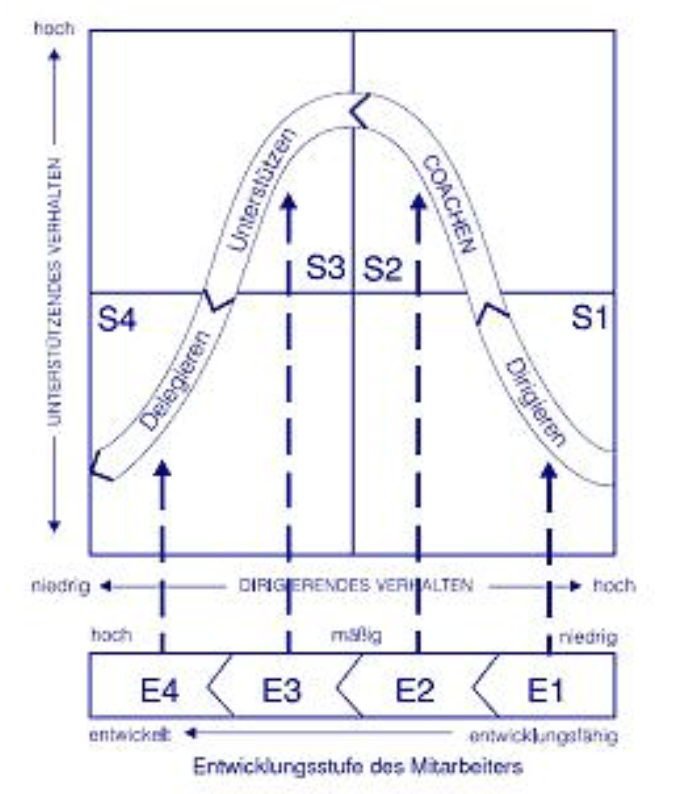 hoch
UNTERSTÜTZENDES VERHALTEN
Unterstützen
COACHEN
S3 S2
S4
S1
Delegieren
Dirigieren
niedrig DIRIGIERENDES VERHALTEN hoch
hoch mäßig niedrig
E4 E3 E2 E1
entwickelt entwicklungsfähig
Entwicklungsstufe des Mitarbeiters